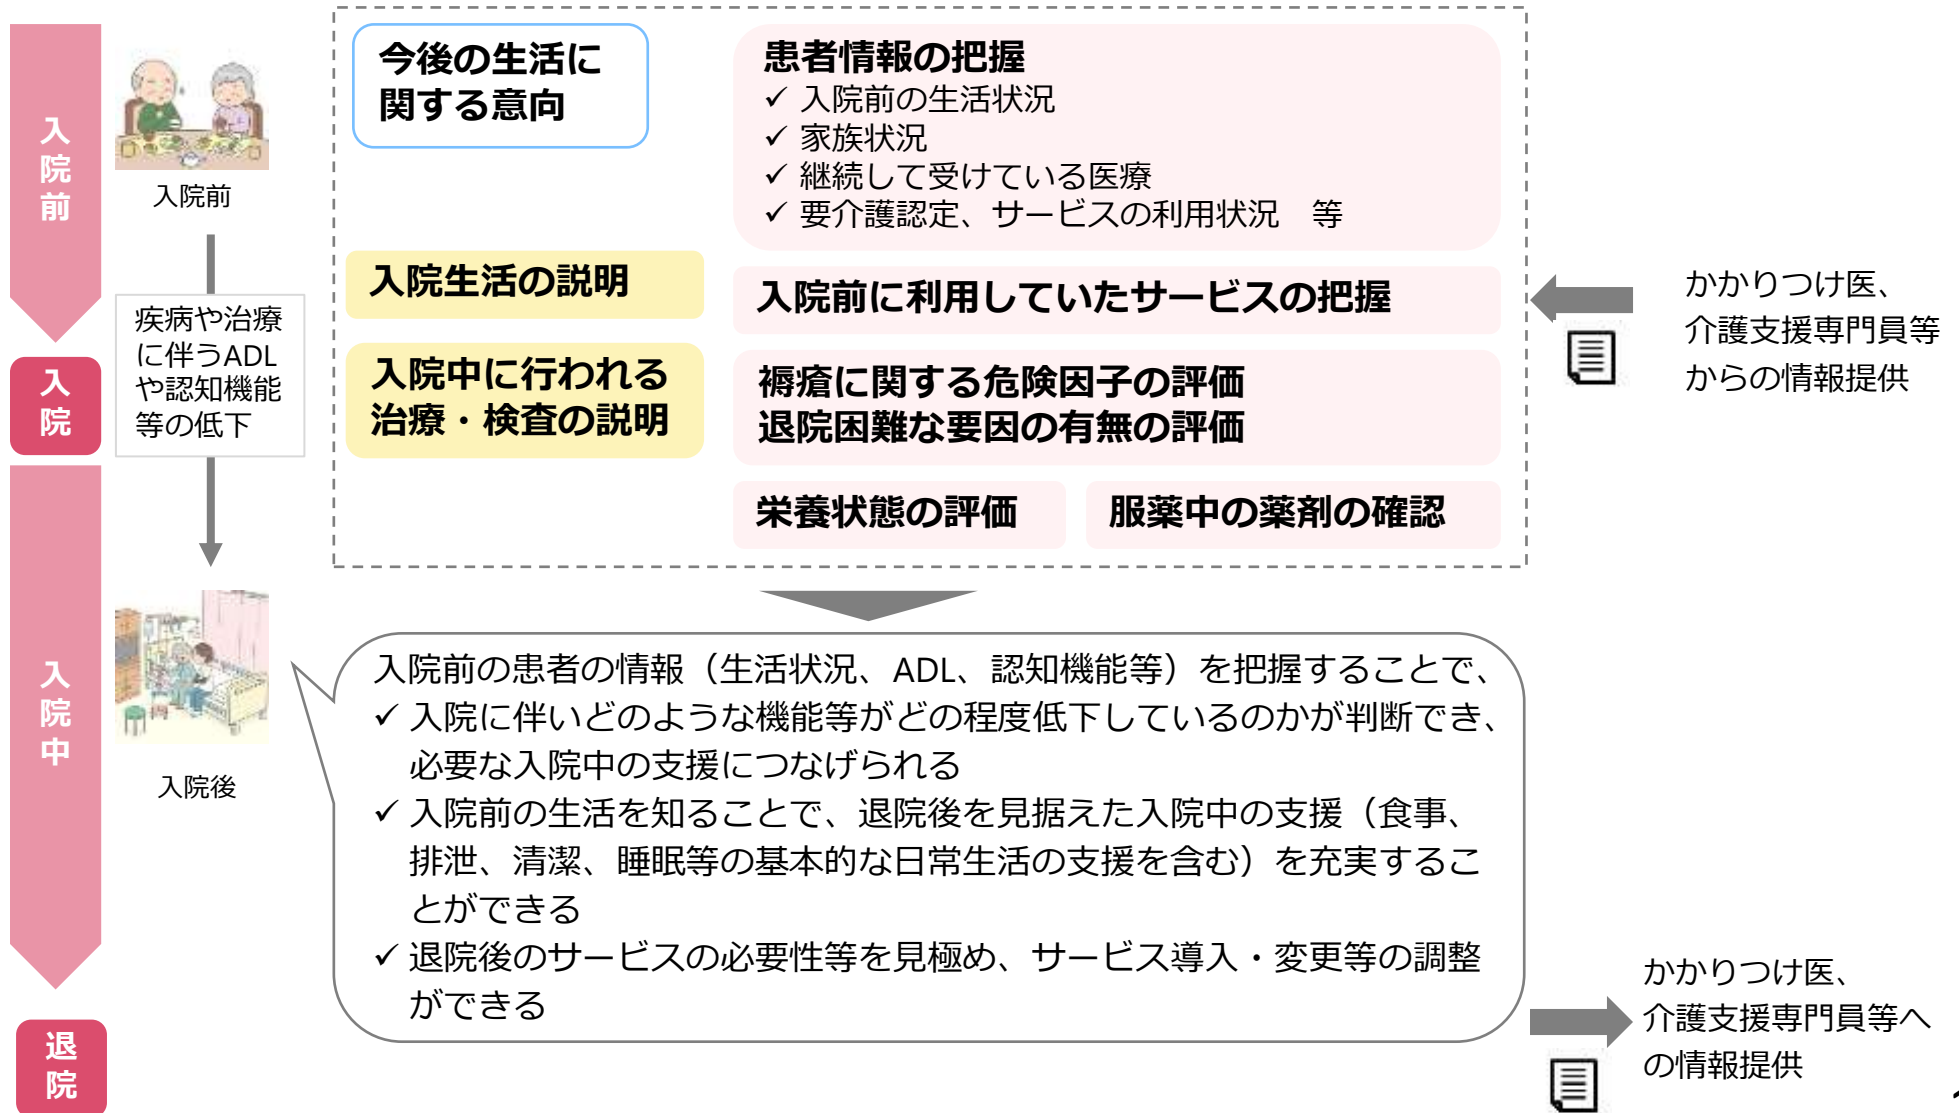 入院前
入院前
疾病や治療
に伴うADL
や認知機能
等の低下
入院
入院中
入院後
退院
今後の生活に
関する意向
患者情報の把握
✓ 入院前の生活状況
✓ 家族状況
✓ 継続して受けている医療
✓ 要介護認定、サービスの利用状況　等
入院生活の説明
入院前に利用していたサービスの把握
入院中に行われる
治療・検査の説明
褥瘡に関する危険因子の評価
退院困難な要因の有無の評価
栄養状態の評価
服薬中の薬剤の確認
かかりつけ医、
介護支援専門員等
からの情報提供
入院前の患者の情報（生活状況、ADL、認知機能等）を把握することで、
✓ 入院に伴いどのような機能等がどの程度低下しているのかが判断でき、
必要な入院中の支援につなげられる
✓ 入院前の生活を知ることで、退院後を見据えた入院中の支援（食事、
排泄、清潔、睡眠等の基本的な日常生活の支援を含む）を充実するこ
とができる
✓ 退院後のサービスの必要性等を見極め、サービス導入・変更等の調整
ができる
かかりつけ医、
介護支援専門員等へ
の情報提供